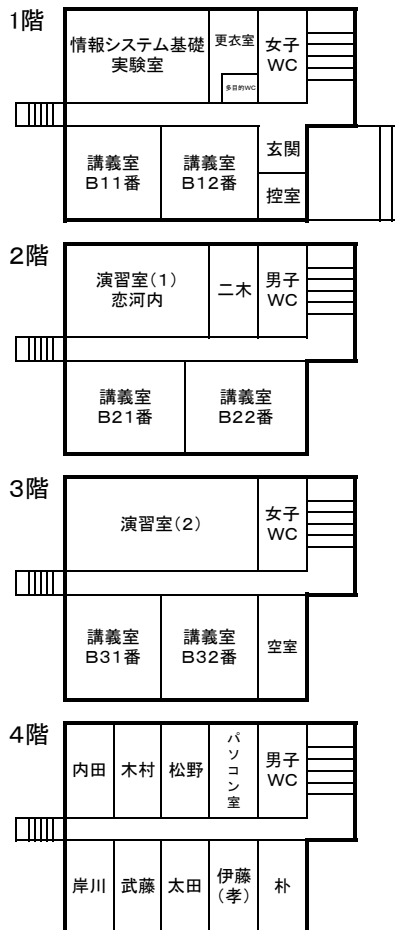 1階
情報システム基礎
実験室
更衣室
多目的WC
女子
WC
講義室
B11番
講義室
B12番
玄関
控室
2階
演習室(1)
恋河内
二木
男子
WC
講義室
B21番
講義室
B22番
3階
演習室(2)
女子
WC
講義室
B31番
講義室
B32番
空室
4階
内田
木村
松野
パソコン室
男子
WC
岸川
武藤
太田
伊藤
(孝)
朴